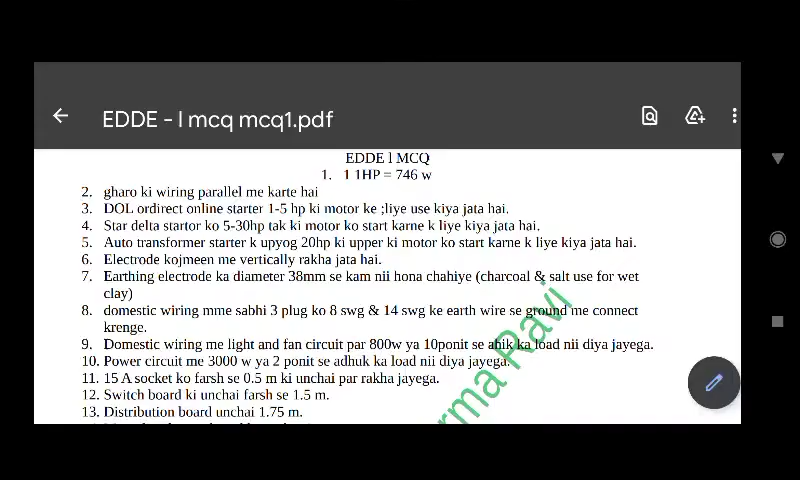 EDDE - l mcq mcq1.pdf
EDDE l MCQ
1. 1 1HP = 746 w
2. gharo ki wiring parallel me karte hai
3. DOL ordirect online starter 1-5 hp ki motor ke ;liye use kiya jata hai.
4. Star delta startor ko 5-30hp tak ki motor ko start karne k liye kiya jata hai.
5. Auto transformer starter k upyog 20hp ki upper ki motor ko start karne k liye kiya jata hai.
6. Electrode kojmeen me vertically rakha jata hai.
7. Earthing electrode ka diameter 38mm se kam nii hona chahiye (charcoal & salt use for wet
clay)
8. domestic wiring mme sabhi 3 plug ko 8 swg & 14 swg ke earth wire se ground me connect
krenge.
9. Domestic wiring me light and fan circuit par 800w ya 10ponit se ahik ka load nii diya jayega.
10. Power circuit me 3000 w ya 2 ponit se adhuk ka load nii diya jayega.
11. 15 A socket ko farsh se 0.5 m ki unchai par rakha jayega.
12. Switch board ki unchai farsh se 1.5 m.
13. Distribution board unchai 1.75 m.
rma Ravi